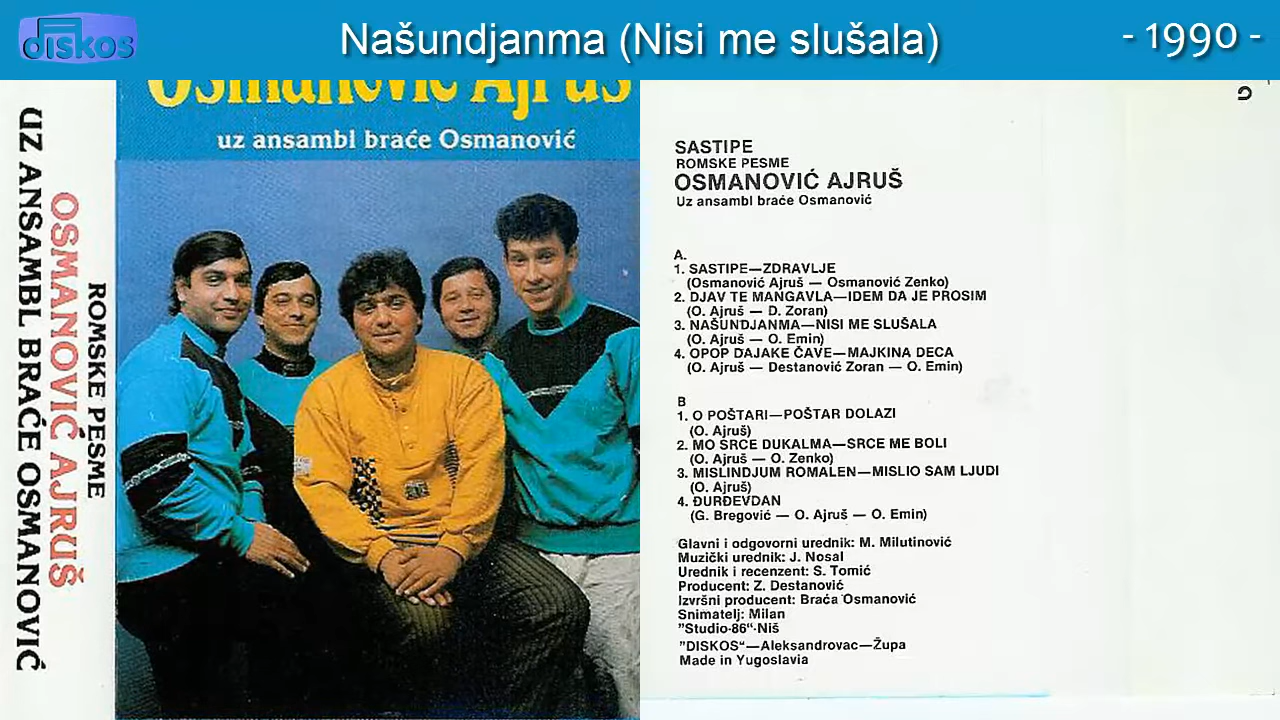 diskos
Našundjanma (Nisi me slušala)
- 1990 -
Osmanović Ajruš
uz ansambl braće Osmanović
ROMSKE PESME
OSMANOVIĆ AJRUŠ
UZ ANSAMBL BRAĆE OSMANOVIĆ
SASTIPE
ROMSKE PESME
OSMANOVIĆ AJRUŠ
Uz ansambl braće Osmanović
A.
1. SASTIPE—ZDRAVLJE
(Osmanović Ajruš — Osmanović Zenko)
2. DJAV TE MANGAVLA—IDEM DA JE PROSIM
(O. Ajruš — D. Zoran)
3. NAŠUNDJANMA—NISI ME SLUŠALA
(O. Ajruš — O. Emin)
4. OPOP DAJAKE ČAVE—MAJKINA DECA
(O. Ajruš — Destanović Zoran — O. Emin)
B
1. O POŠTARI—POŠTAR DOLAZI
(O. Ajruš)
2. MO SRCE DUKALMA—SRCE ME BOLI
(O. Ajruš — O. Zenko)
3. MISLINDJUM ROMALEN—MISLIO SAM LJUDI
(O. Ajruš)
4. ĐURĐEVDAN
(G. Bregović — O. Ajruš — O. Emin)
Glavni i odgovorni urednik: M. Milutinović
Muzički urednik: J. Nosal
Urednik i recenzent: S. Tomić
Producent: Z. Destanović
Izvršni producent: Braća Osmanović
Snimatelj: Milan
"Studio-86"-Niš
"DISKOS"—Aleksandrovac—Župa
Made in Yugoslavia